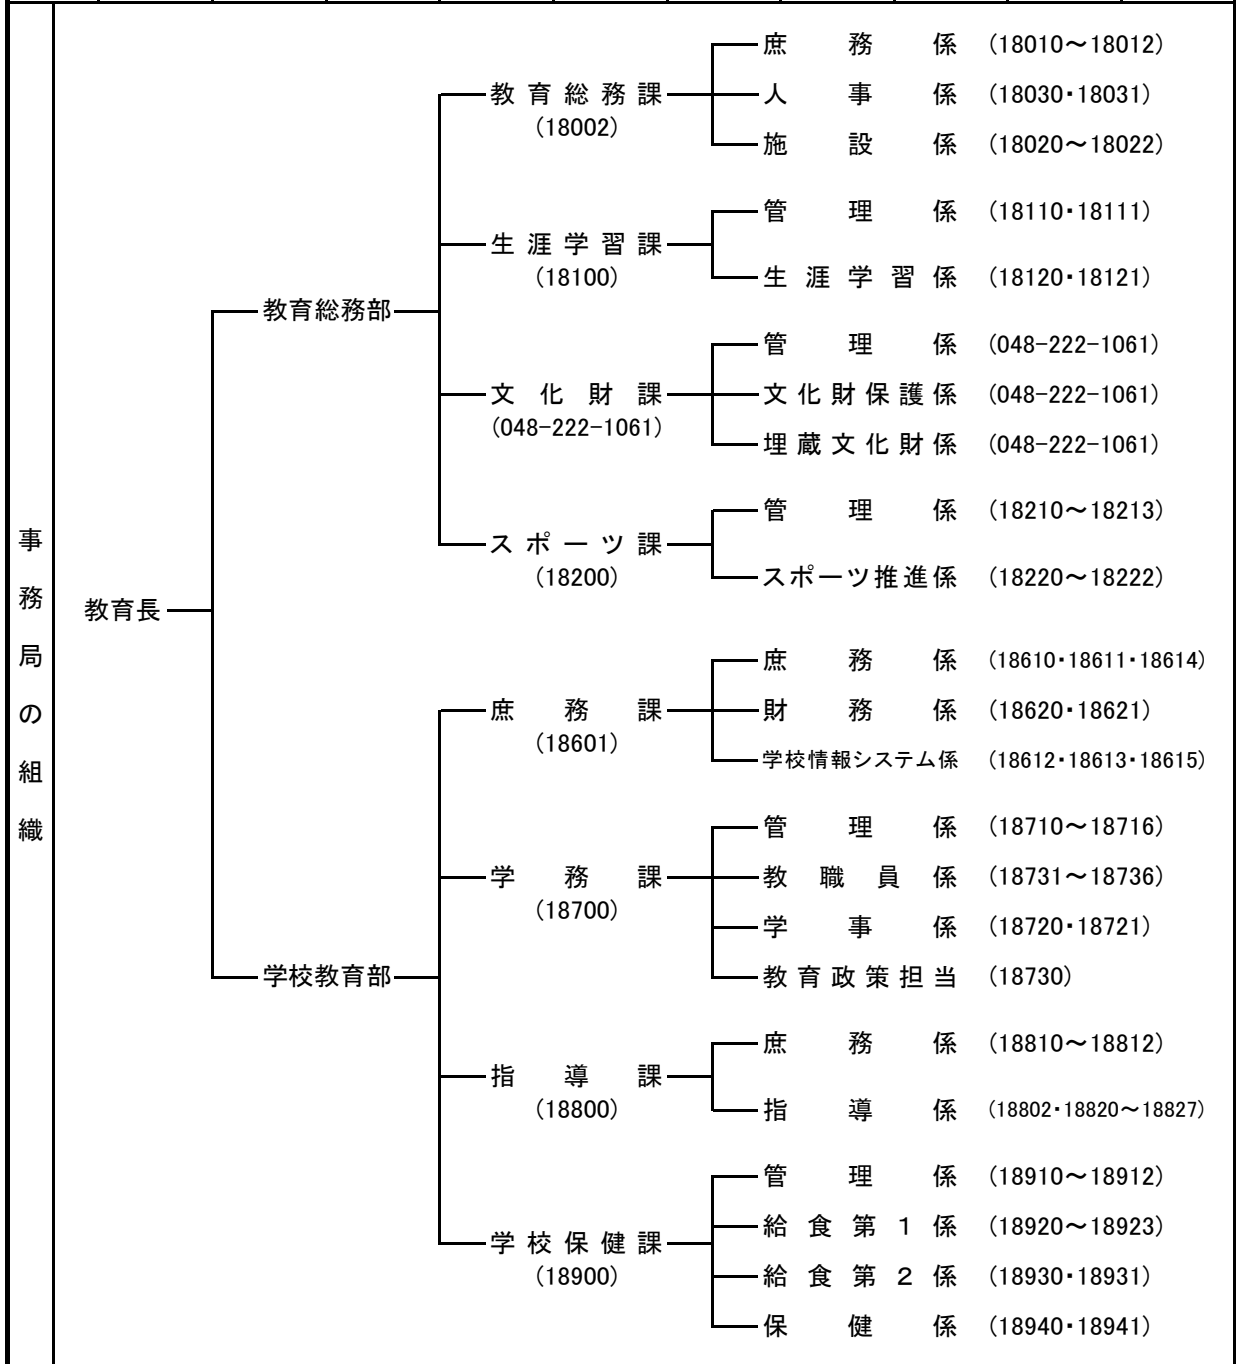 事務局の組織
教育長
教育総務部
教育総務課
(18002)
庶務係 (18010～18012)
人事係 (18030・18031)
施設係 (18020～18022)
生涯学習課
(18100)
管理係 (18110・18111)
生涯学習係 (18120・18121)
文化財課
(048-222-1061)
管理係 (048-222-1061)
文化財保護係 (048-222-1061)
埋蔵文化財係 (048-222-1061)
スポーツ課
(18200)
管理係 (18210～18213)
スポーツ推進係 (18220～18222)
学校教育部
庶務課
(18601)
庶務係 (18610・18611・18614)
財務係 (18620・18621)
学校情報システム係 (18612・18613・18615)
学務課
(18700)
管理係 (18710～18716)
教職員係 (18731～18736)
学事係 (18720・18721)
教育政策担当 (18730)
指導課
(18800)
庶務係 (18810～18812)
指導係 (18802・18820～18827)
学校保健課
(18900)
管理係 (18910～18912)
給食第１係 (18920～18923)
給食第２係 (18930・18931)
保健係 (18940・18941)